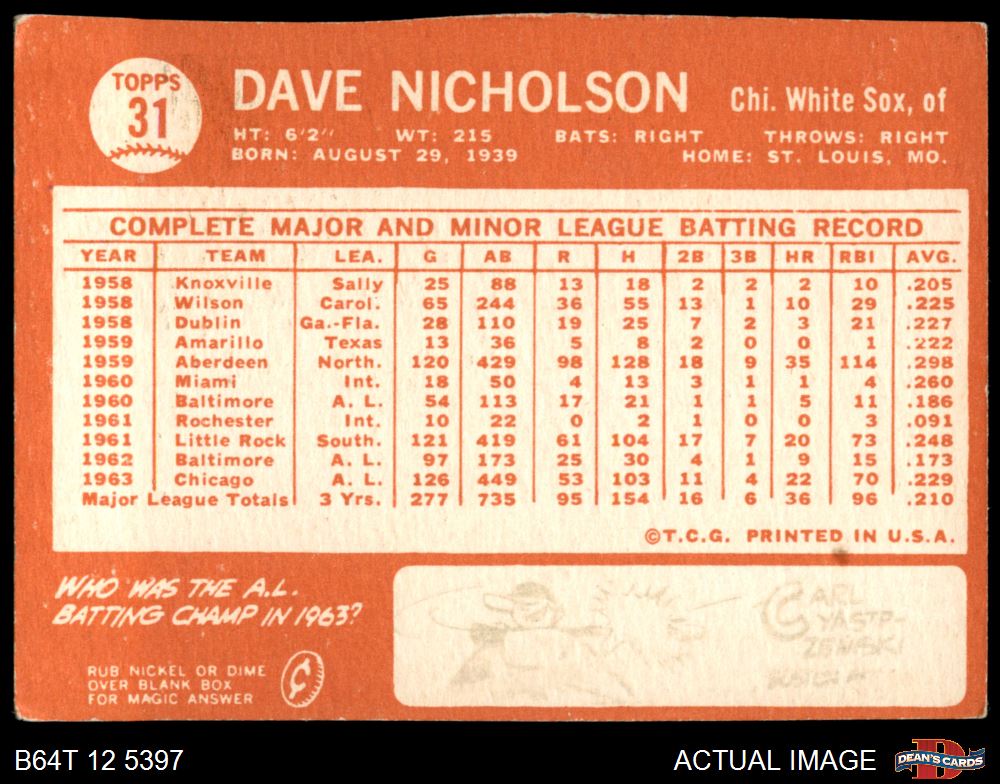 TOPPS
31
DAVE NICHOLSON Chi. White Sox, of
HT: 6'2" WT: 215 BATS: RIGHT THROWS: RIGHT
BORN: AUGUST 29, 1939 HOME: ST. LOUIS, MO.
COMPLETE MAJOR AND MINOR LEAGUE BATTING RECORD
YEAR TEAM LEA. G AB R H 2B 3B HR RBI AVG.
1958 Knoxville Sally 25 88 13 18 2 2 2 10 .205
1958 Wilson Carol. 65 244 36 55 13 1 10 29 .225
1958 Dublin Ga.-Fla. 28 110 19 25 7 2 3 21 .227
1959 Amarillo Texas 13 36 5 8 2 0 0 1 .222
1959 Aberdeen North. 120 429 98 128 18 9 35 114 .298
1960 Miami Int. 18 50 4 13 3 1 1 4 .260
1960 Baltimore A. L. 54 113 17 21 1 1 5 11 .186
1961 Rochester Int. 10 22 0 2 1 0 0 3 .091
1961 Little Rock South. 121 419 61 104 17 7 20 73 .248
1962 Baltimore A. L. 97 173 25 30 4 1 9 15 .173
1963 Chicago A. L. 126 449 53 103 11 4 22 70 .229
Major League Totals 3 Yrs. 277 735 95 154 16 6 36 96 .210
©T.C.G. PRINTED IN U.S.A.
WHO WAS THE A.L.
BATTING CHAMP IN 1963?
RUB NICKEL OR DIME
OVER BLANK BOX
FOR MAGIC ANSWER
¢
CARL
YASTR-
ZEMSKI
BOSTON
B64T 12 5397 ACTUAL IMAGE
D
DEAN'S CARDS